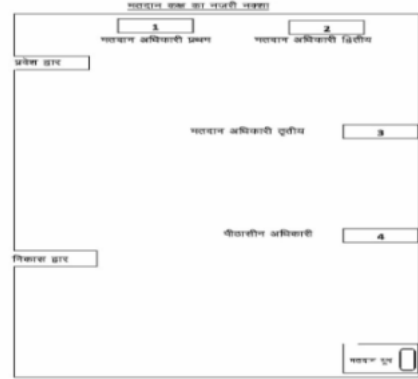 मतदान कक्ष का नजरी नक्शा
1
2
मतदान अधिकारी प्रथम
मतदान अधिकारी द्वितीय
प्रवेश द्वार
मतदान अधिकारी तृतीय
3
पीठासीन अधिकारी
4
निकास द्वार
मतदान